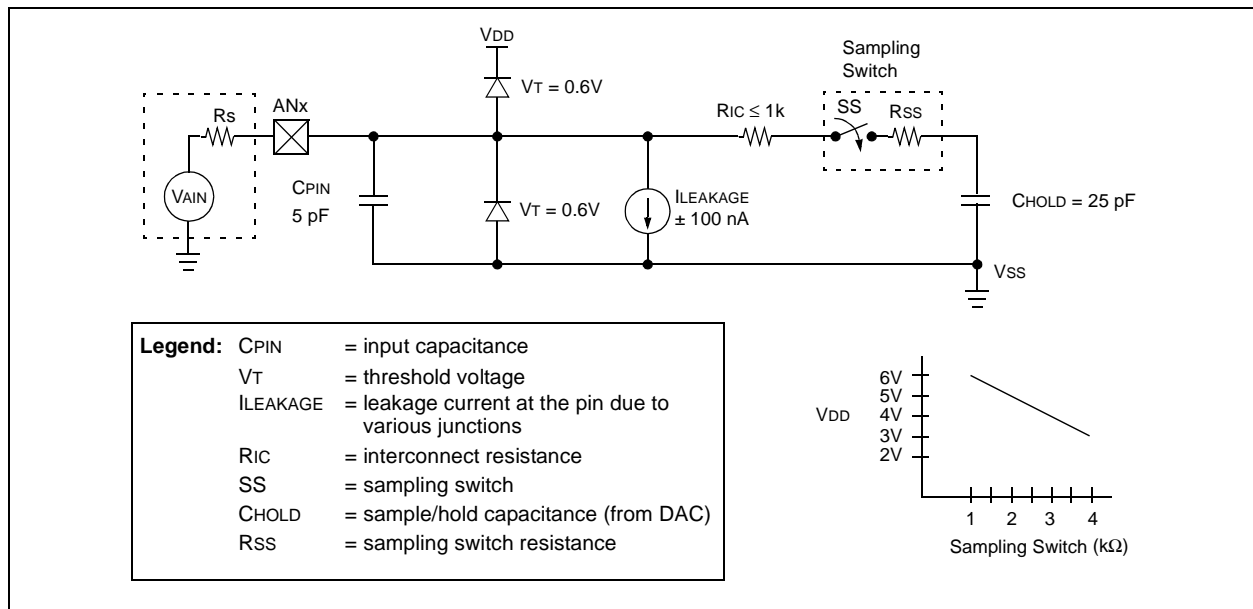 VDD
Sampling
Switch
VT = 0.6V
ANx
Rs
RIC ≤ 1k
SS
RSS
VAIN
CPIN
5 pF
VT = 0.6V
ILEAKAGE
± 100 nA
CHOLD = 25 pF
VSS
Legend: CPIN = input capacitance
VT = threshold voltage
ILEAKAGE = leakage current at the pin due to
various junctions
RIC = interconnect resistance
SS = sampling switch
CHOLD = sample/hold capacitance (from DAC)
RSS = sampling switch resistance
VDD
6V
5V
4V
3V
2V
1 2 3 4
Sampling Switch (kΩ)